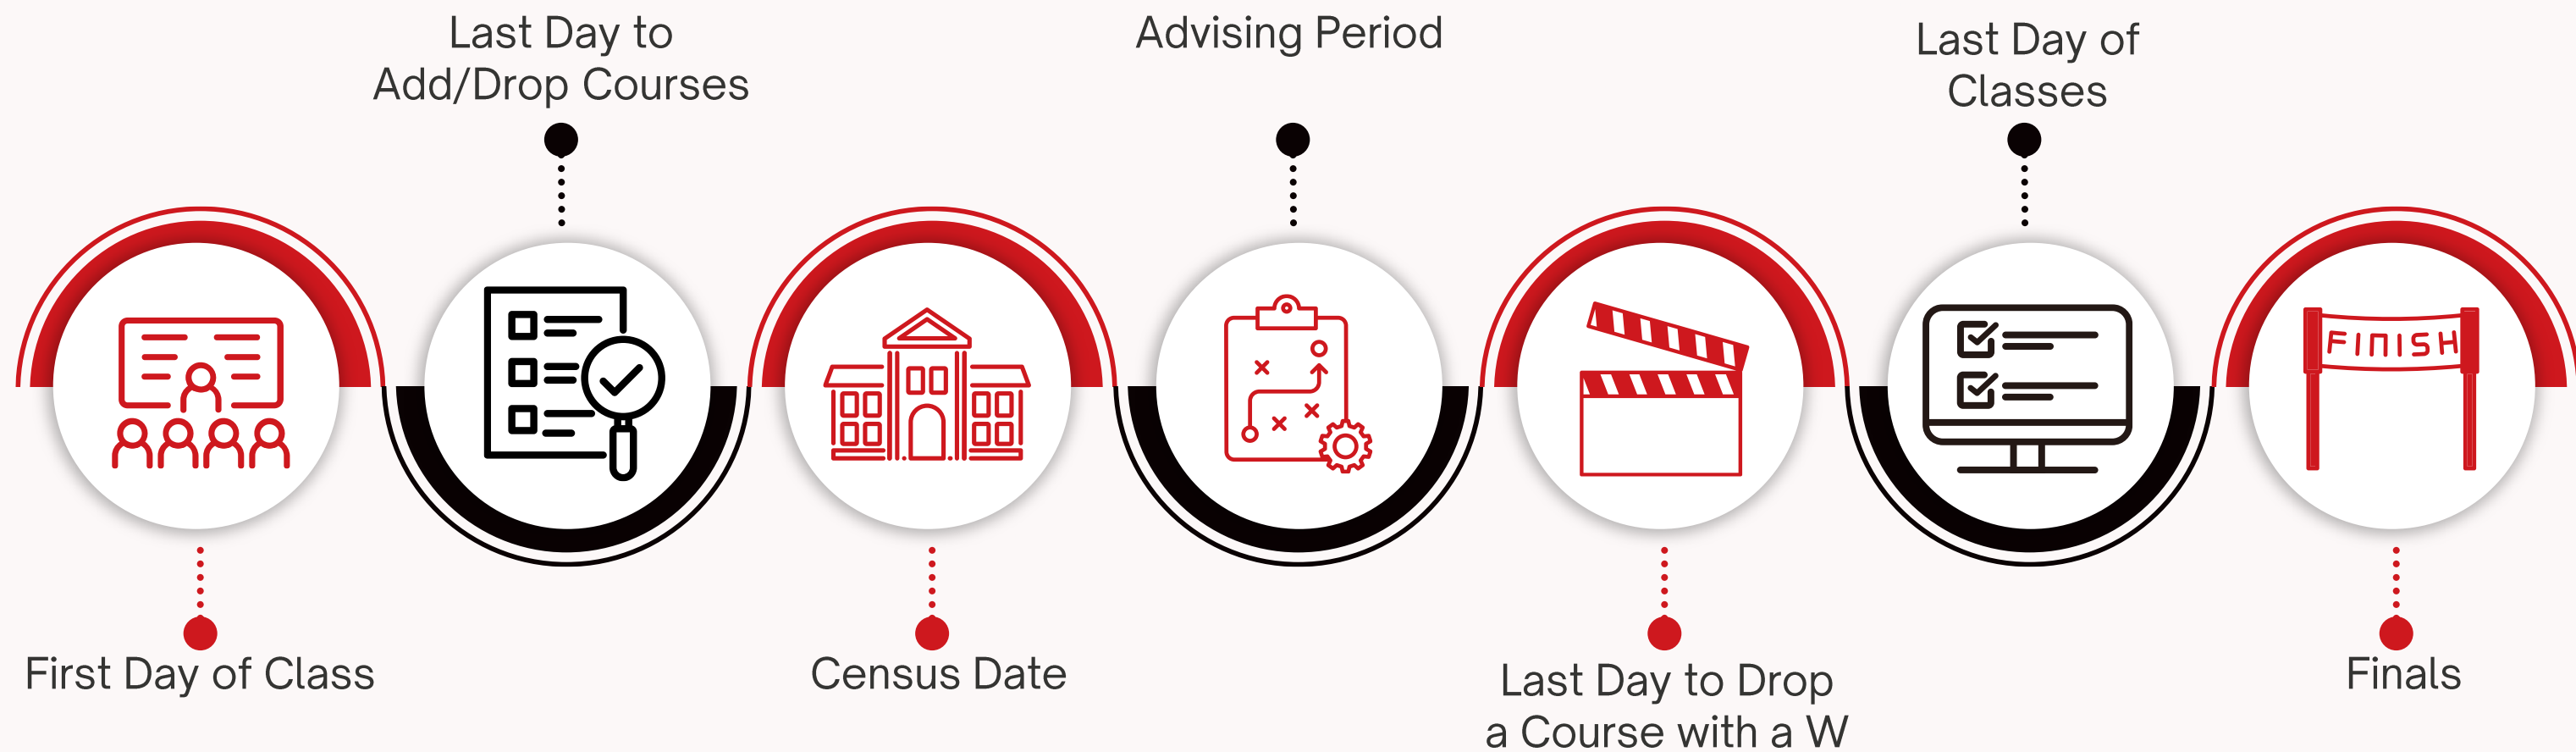 First Day of Class
Last Day to
Add/Drop Courses
Census Date
Advising Period
Last Day to Drop
a Course with a W
Last Day of
Classes
FINISH
Finals